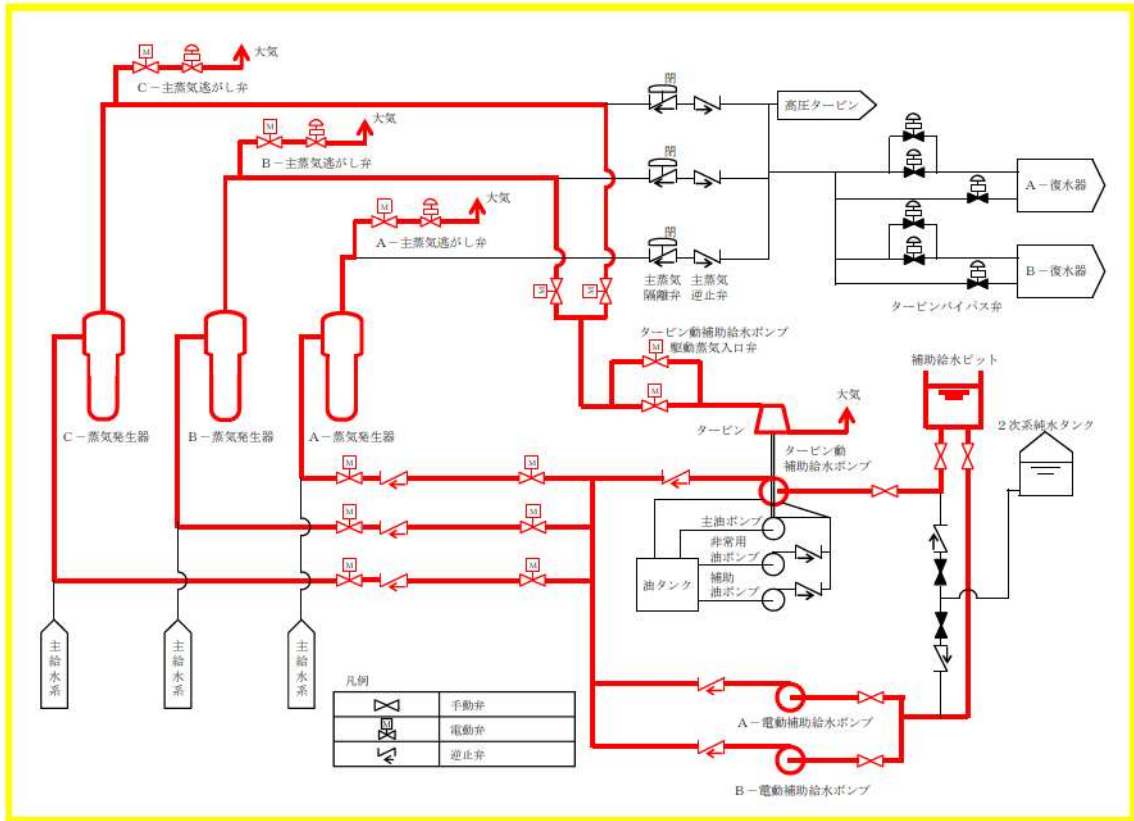 M
大気
C－主蒸気逃がし弁
閉
高圧タービン
M
大気
B－主蒸気逃がし弁
閉
A－復水器
M
大気
A－主蒸気逃がし弁
閉
主蒸気
隔離弁
主蒸気
逆止弁
B－復水器
タービンバイパス弁
M
M
タービン動補助給水ポンプ
駆動蒸気入口弁
M
M
補助給水ピット
大気
2次系純水タンク
タービン
C－蒸気発生器
B－蒸気発生器
A－蒸気発生器
タービン動
補助給水ポンプ
M
M
M
M
M
M
主油ポンプ
非常用
油ポンプ
補助
油ポンプ
油タンク
主給水系
主給水系
主給水系
凡例
手動弁
M
電動弁
逆止弁
A－電動補助給水ポンプ
B－電動補助給水ポンプ